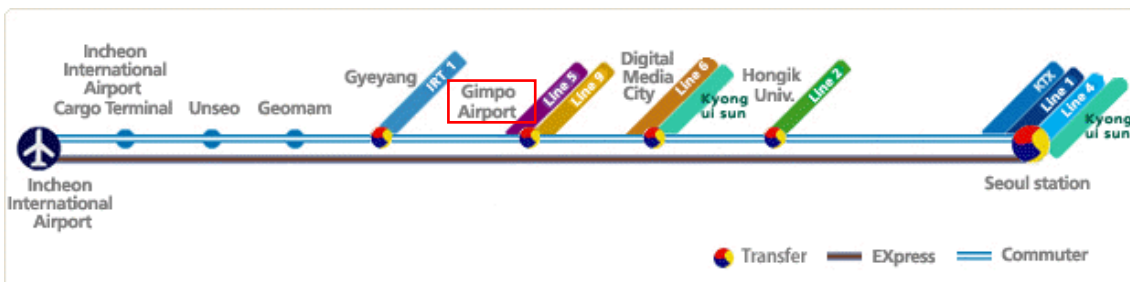 Incheon
International
Airport
Cargo Terminal
Unseo
Geomam
Gyeyang
IRT 1
Gimpo
Airport
Line 5
Line 9
Digital
Media
City
Line 6
Kyong
ui sun
Hongik
Univ.
Line 2
KTX
Line 1
Line 4
Kyong
ui sun
Incheon
International
Airport
Seoul station
Transfer
EXpress
Commuter